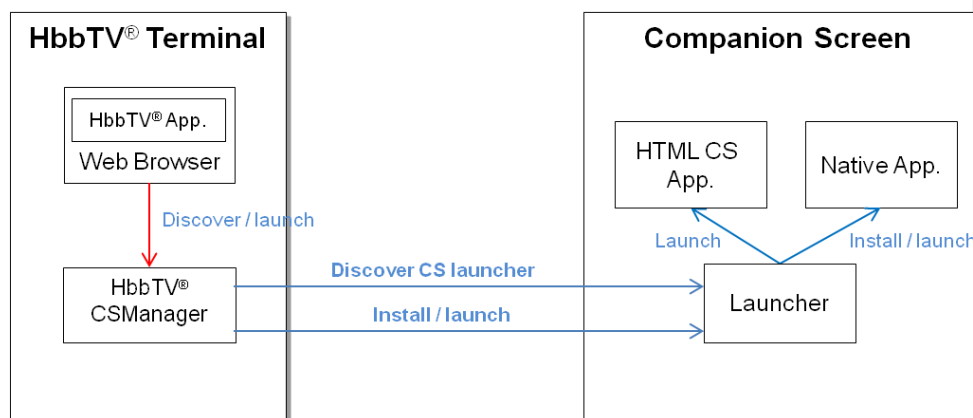 HbbTV® Terminal
HbbTV® App.
Web Browser
Discover / launch
HbbTV®
CSManager
Discover CS launcher
Install / launch
Companion Screen
HTML CS
App.
Native App.
Launch
Install / launch
Launcher